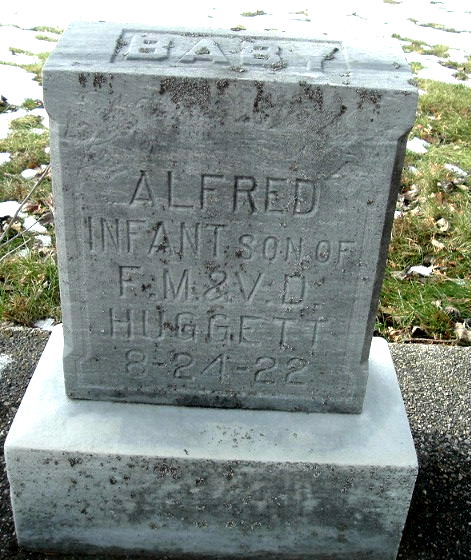 BABY
ALFRED
INFANT SON OF
F. M. & V. D.
HUGGETT
8-24-22